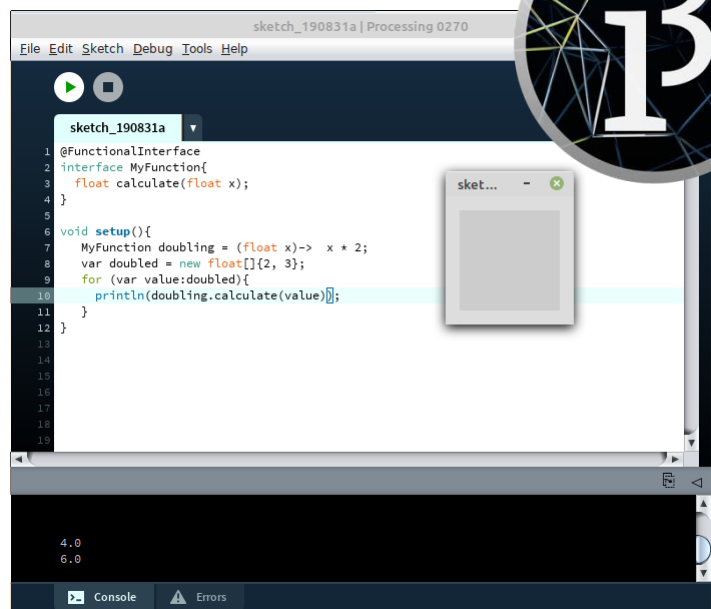 sketch_190831a | Processing 0270
File Edit Sketch Debug Tools Help
sketch_190831a
1 @FunctionalInterface
2 interface MyFunction{
3 float calculate(float x);
4 }
5
6 void setup(){
7 MyFunction doubling = (float x)-> x * 2;
8 var doubled = new float[]{2, 3};
9 for (var value:doubled){
10 println(doubling.calculate(value));
11 }
12 }
13
14
15
16
17
18
19
sket...
4.0
6.0
Console
Errors